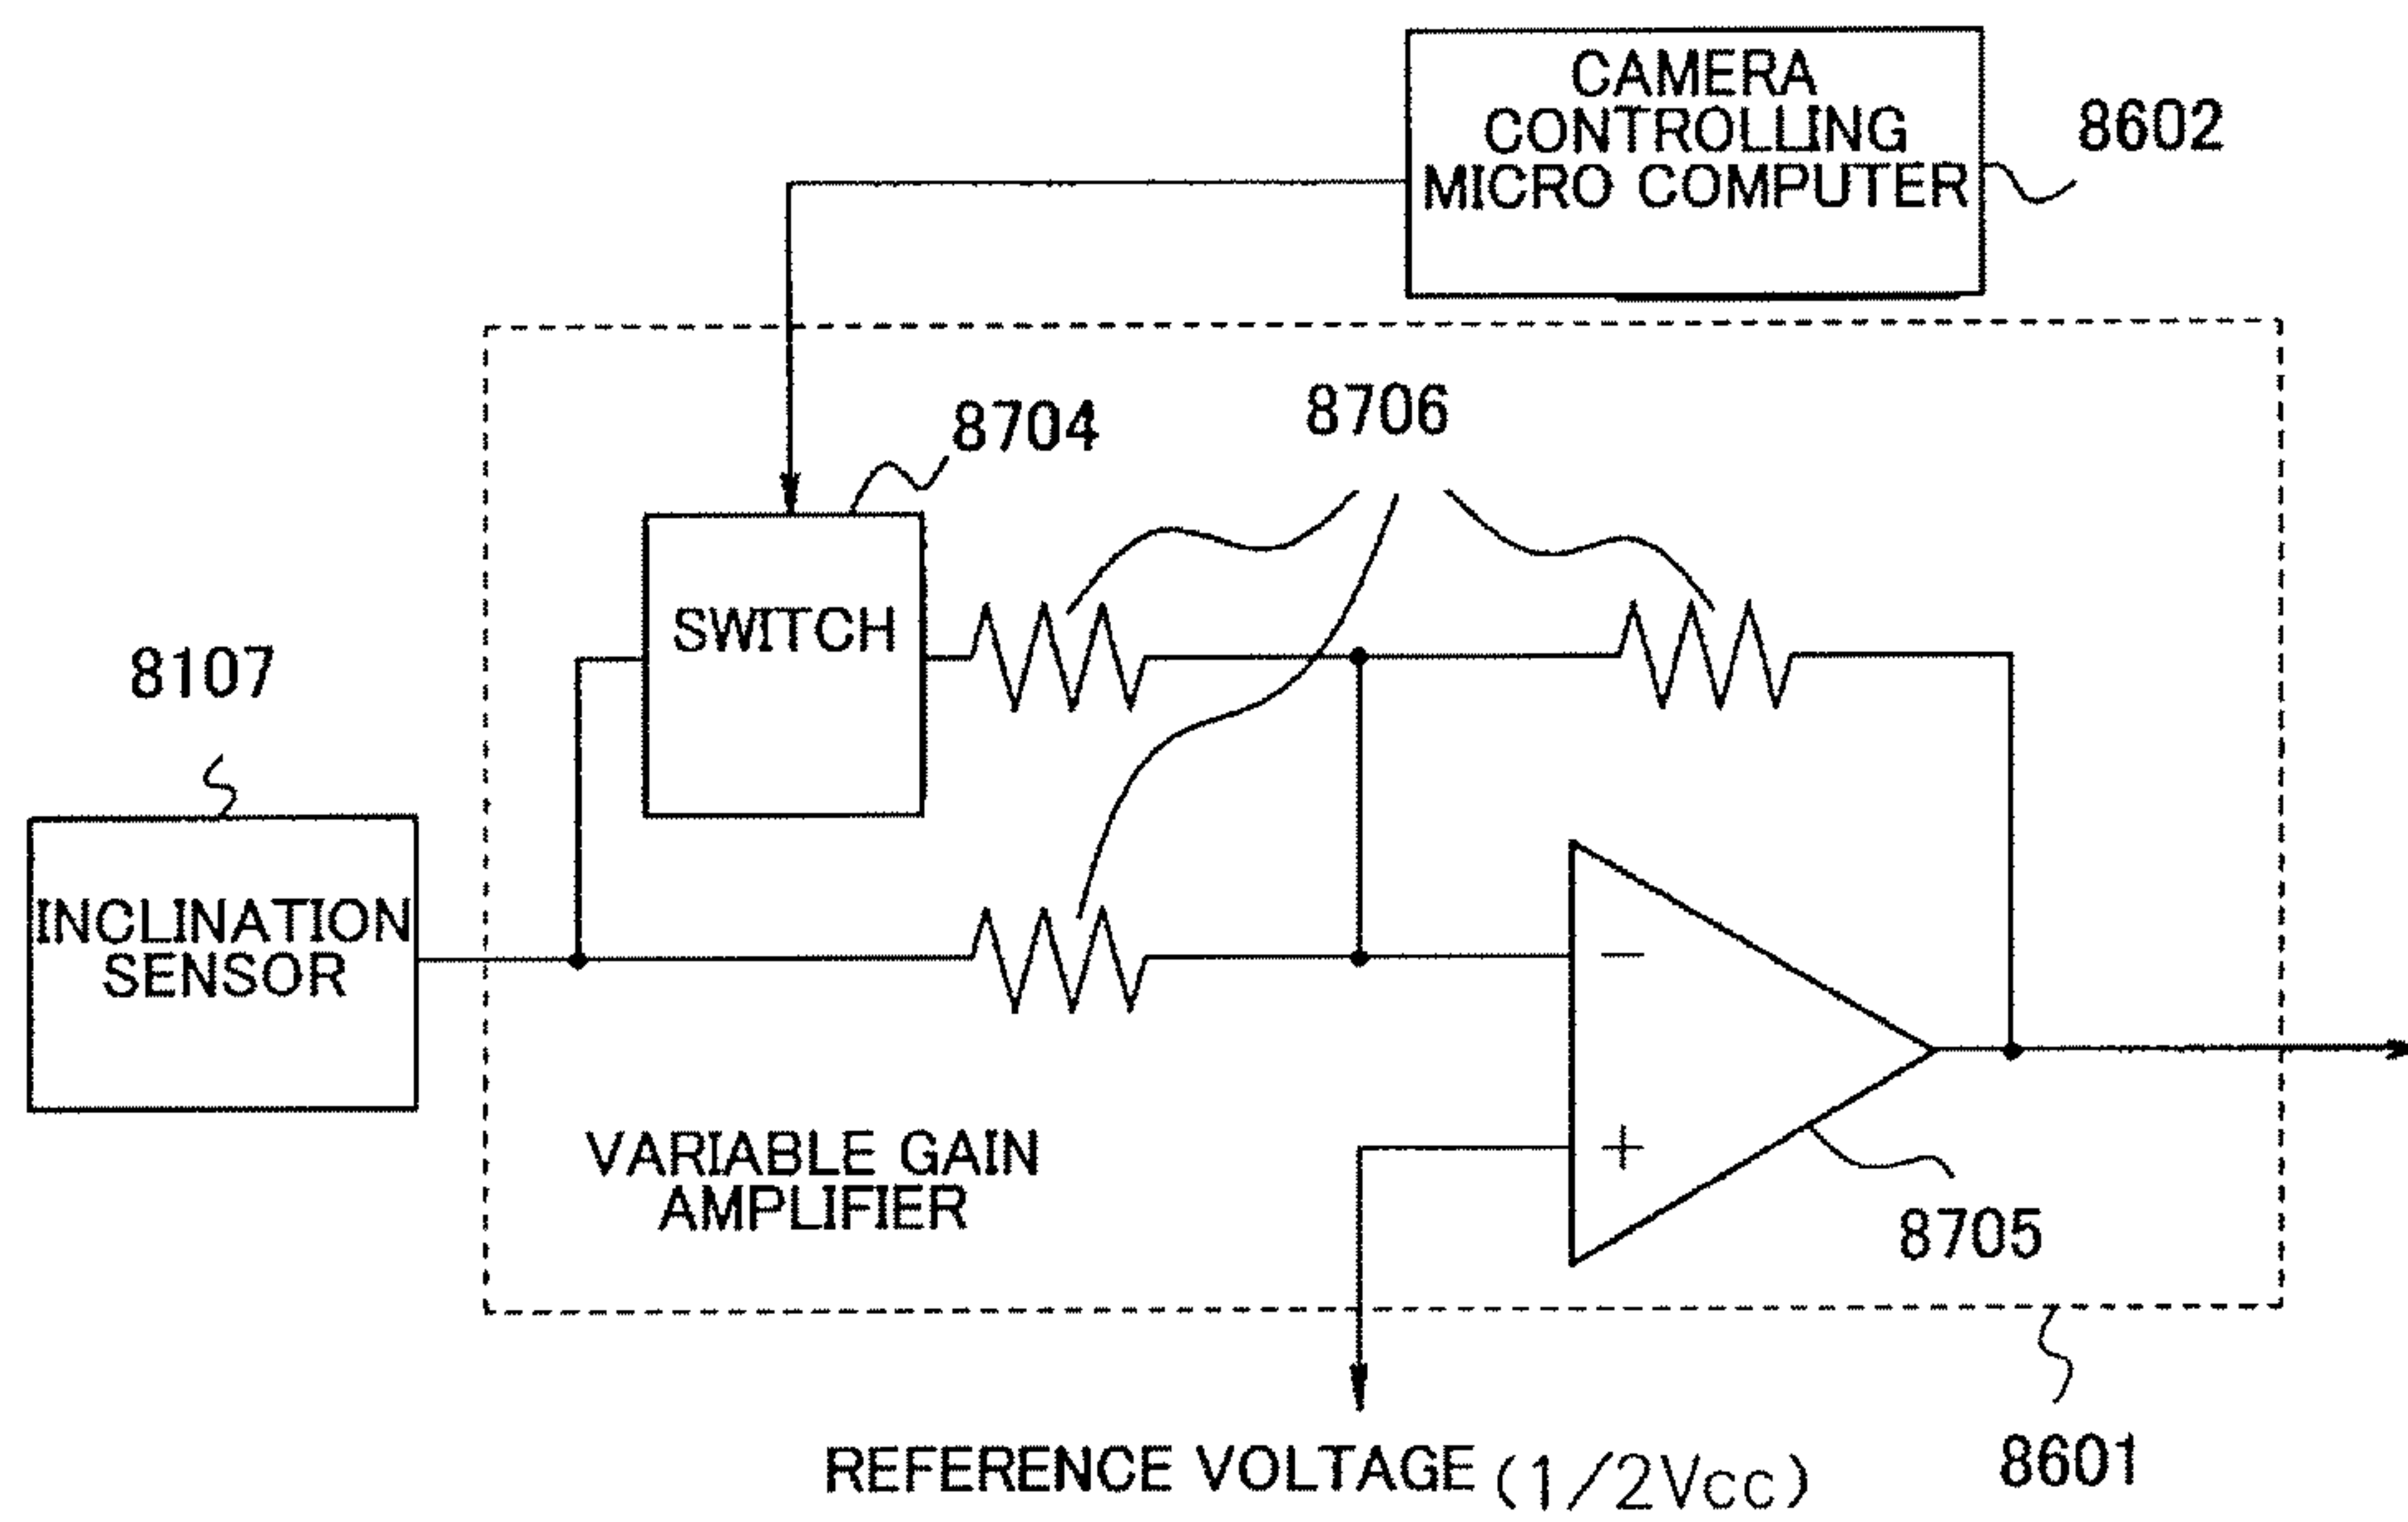 CAMERA
CONTROLLING
MICRO COMPUTER
8602
8704
8706
SWITCH
8107
INCLINATION
SENSOR
−
+
VARIABLE GAIN
AMPLIFIER
8705
REFERENCE VOLTAGE (1/2Vcc)
8601